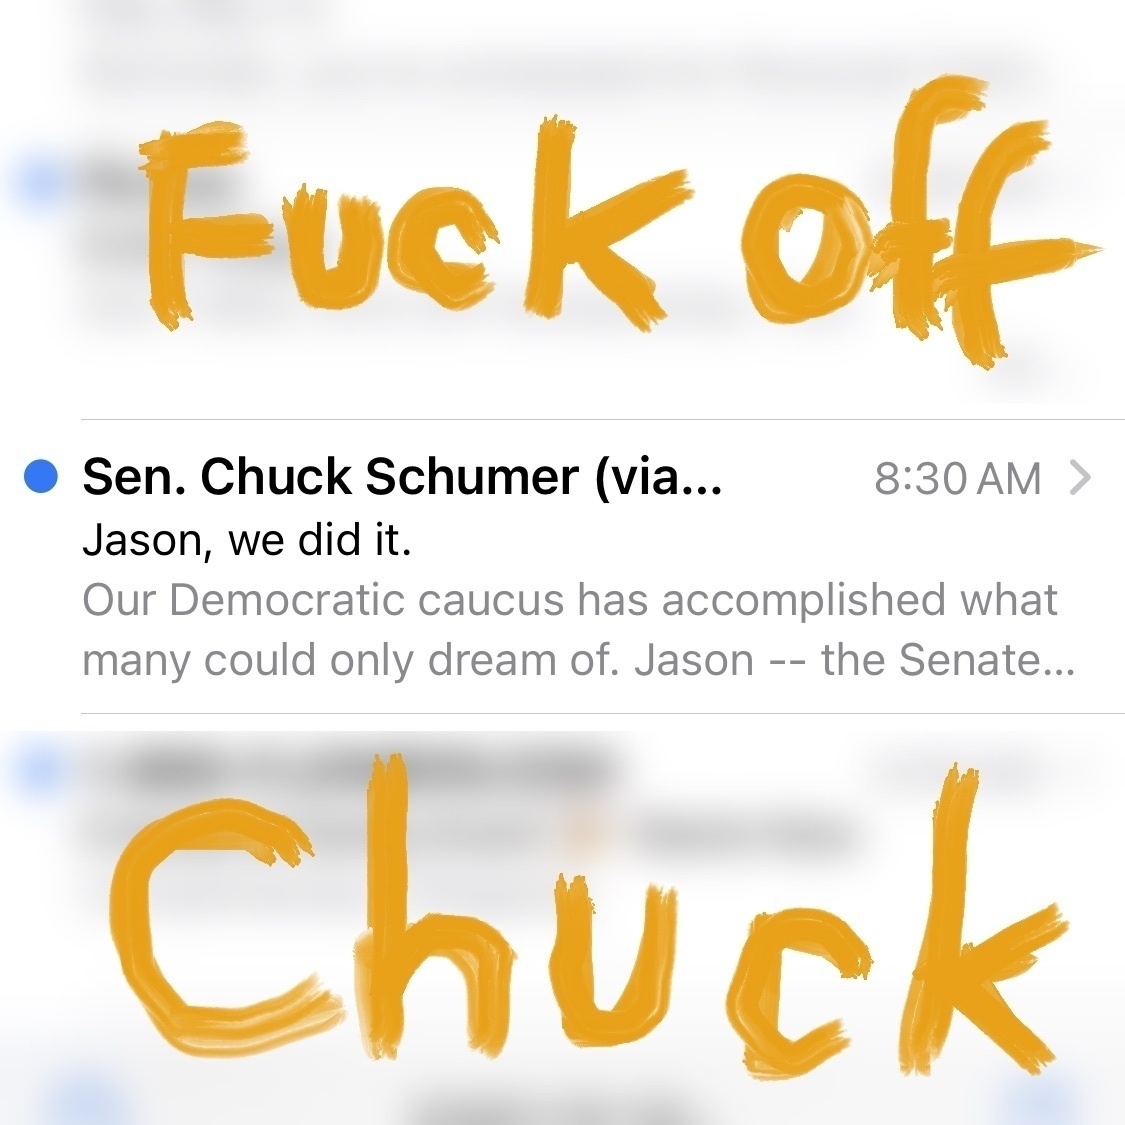 Fuck off
Sen. Chuck Schumer (via... 8:30 AM
Jason, we did it.
Our Democratic caucus has accomplished what
many could only dream of. Jason -- the Senate...
Chuck